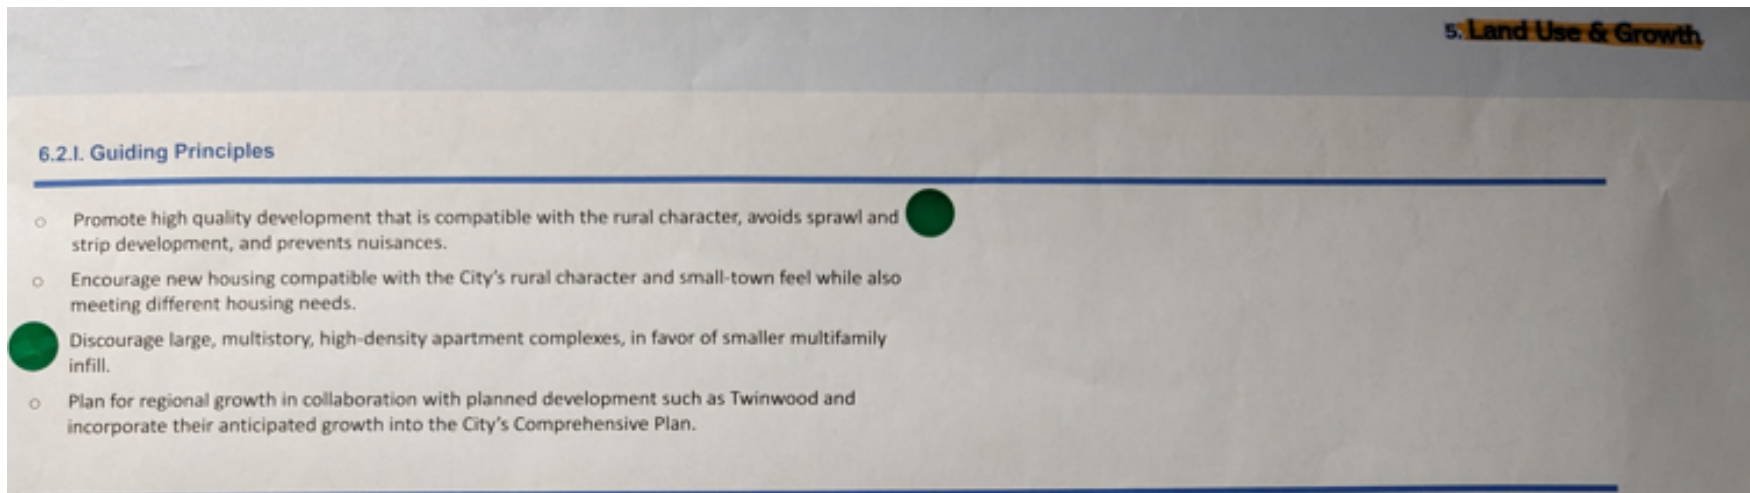 5. Land Use & Growth
6.2.I. Guiding Principles
o Promote high quality development that is compatible with the rural character, avoids sprawl and
strip development, and prevents nuisances.
o Encourage new housing compatible with the City's rural character and small-town feel while also
meeting different housing needs.
Discourage large, multistory, high-density apartment complexes, in favor of smaller multifamily
infill.
o Plan for regional growth in collaboration with planned development such as Twinwood and
incorporate their anticipated growth into the City's Comprehensive Plan.